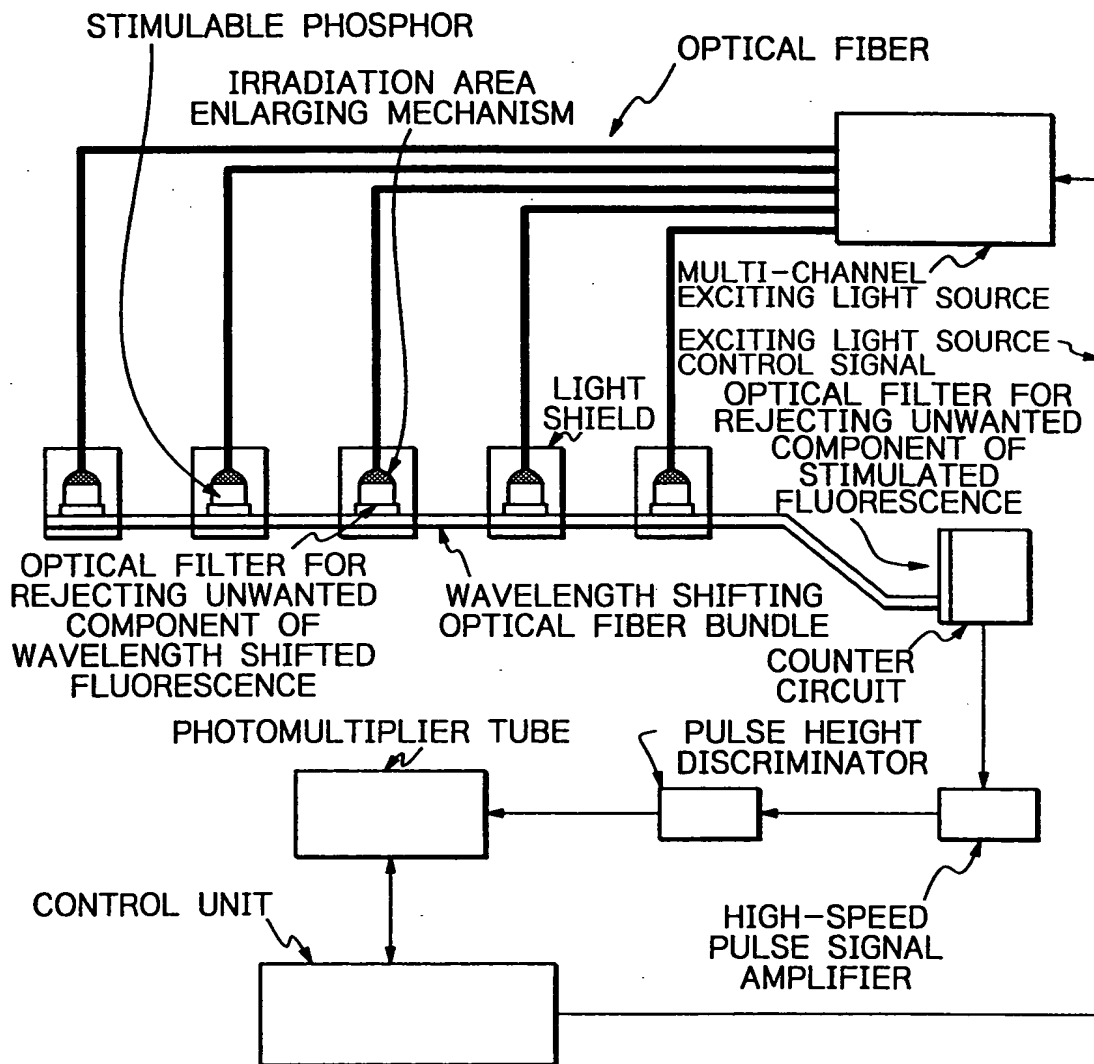 STIMULABLE PHOSPHOR
OPTICAL FIBER
IRRADIATION AREA
ENLARGING MECHANISM
MULTI-CHANNEL
EXCITING LIGHT SOURCE
EXCITING LIGHT SOURCE
CONTROL SIGNAL
LIGHT
SHIELD
OPTICAL FILTER FOR
REJECTING UNWANTED
COMPONENT OF
STIMULATED
FLUORESCENCE
OPTICAL FILTER FOR
REJECTING UNWANTED
COMPONENT OF
WAVELENGTH SHIFTED
FLUORESCENCE
WAVELENGTH SHIFTING
OPTICAL FIBER BUNDLE
COUNTER
CIRCUIT
PHOTOMULTIPLIER TUBE
PULSE HEIGHT
DISCRIMINATOR
CONTROL UNIT
HIGH-SPEED
PULSE SIGNAL
AMPLIFIER